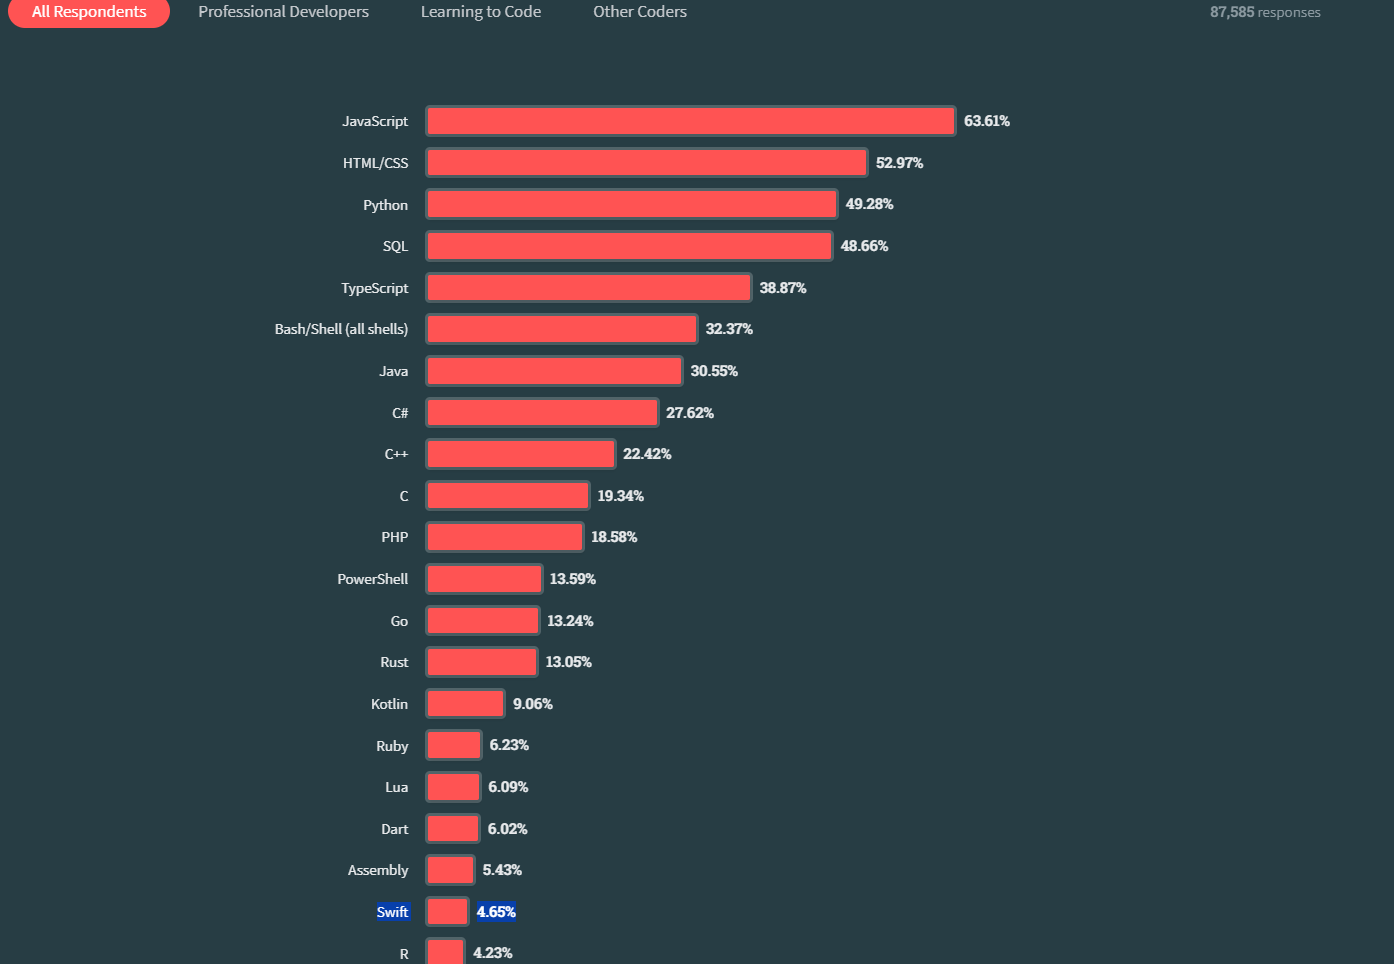 All Respondents Professional Developers Learning to Code Other Coders 87,585 responses
JavaScript 63.61%
HTML/CSS 52.97%
Python 49.28%
SQL 48.66%
TypeScript 38.87%
Bash/Shell (all shells) 32.37%
Java 30.55%
C# 27.62%
C++ 22.42%
C 19.34%
PHP 18.58%
PowerShell 13.59%
Go 13.24%
Rust 13.05%
Kotlin 9.06%
Ruby 6.23%
Lua 6.09%
Dart 6.02%
Assembly 5.43%
Swift 4.65%
R 4.23%